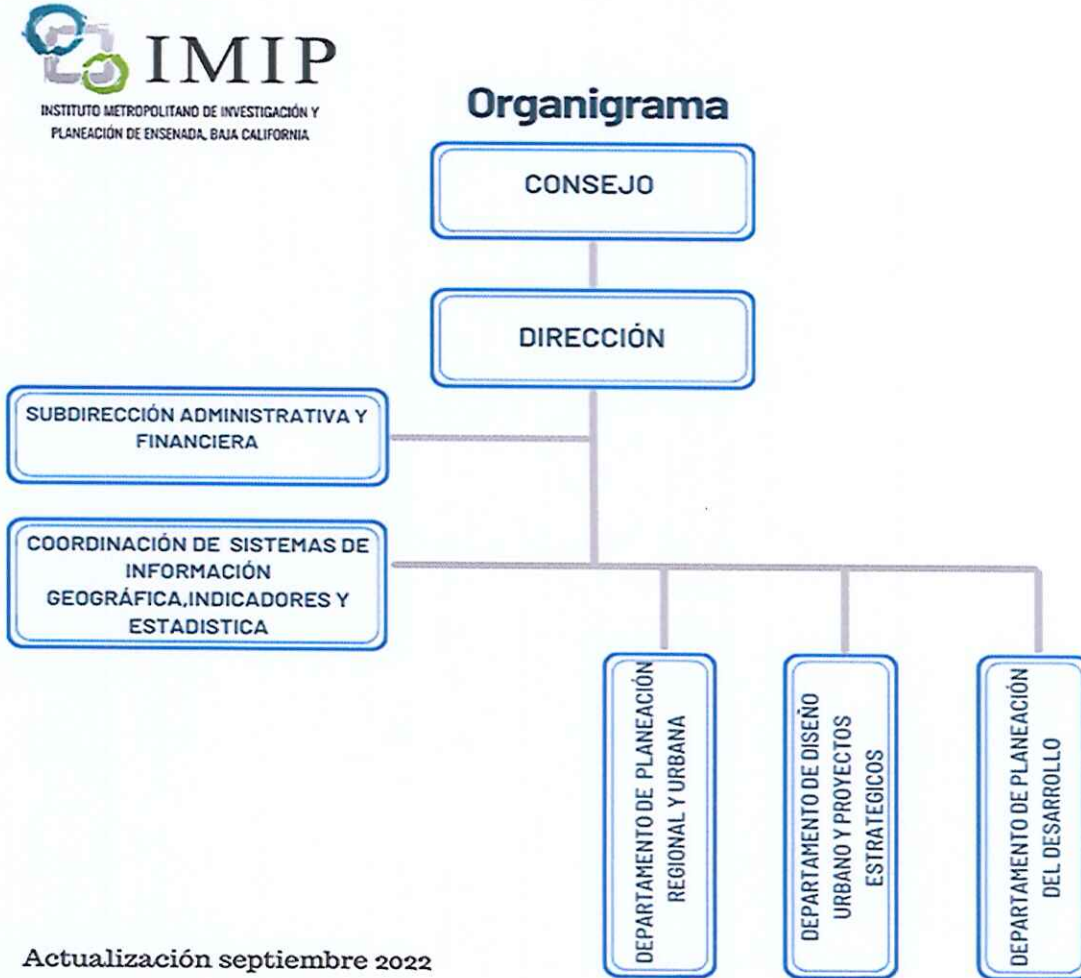 IMIP
INSTITUTO METROPOLITANO DE INVESTIGACIÓN Y
PLANEACIÓN DE ENSENADA, BAJA CALIFORNIA
Organigrama
CONSEJO
DIRECCIÓN
SUBDIRECCIÓN ADMINISTRATIVA Y
FINANCIERA
COORDINACIÓN DE SISTEMAS DE
INFORMACIÓN
GEOGRÁFICA,INDICADORES Y
ESTADISTICA
DEPARTAMENTO DE PLANEACIÓN
REGIONAL Y URBANA
DEPARTAMENTO DE DISEÑO
URBANO Y PROYECTOS
ESTRATEGICOS
DEPARTAMENTO DE PLANEACIÓN
DEL DESARROLLO
Actualización septiembre 2022